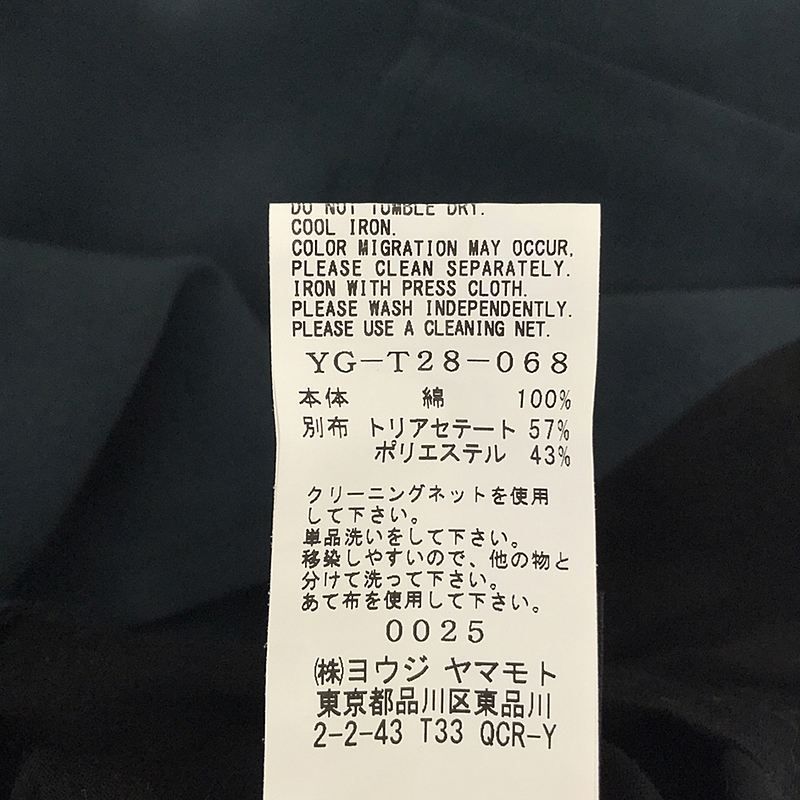 DO NOT TUMBLE DRY.
COOL IRON.
COLOR MIGRATION MAY OCCUR.
PLEASE CLEAN SEPARATELY.
IRON WITH PRESS CLOTH.
PLEASE WASH INDEPENDENTLY.
PLEASE USE A CLEANING NET.
YG-T28-068
本体 綿 100%
別布 トリアセテート 57%
ポリエステル 43%
クリーニングネットを使用
して下さい。
単品洗いをして下さい。
移染しやすいので、他の物と
分けて洗って下さい。
あて布を使用して下さい。
0025
㈱ヨウジ ヤマモト
東京都品川区東品川
2-2-43 T33 QCR-Y